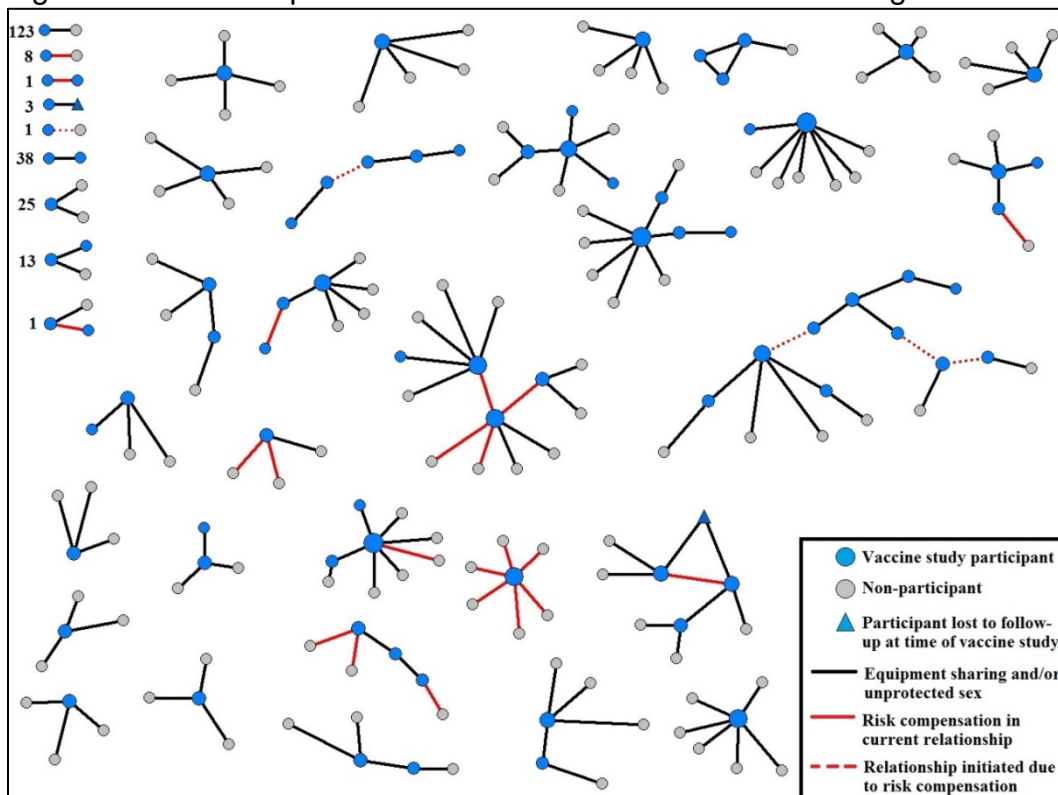 123
8
1
3
1
38
25
13
1
Vaccine study participant
Non-participant
Participant lost to follow-
up at time of vaccine study
Equipment sharing and/or
unprotected sex
Risk compensation in
current relationship
Relationship initiated due
to risk compensation